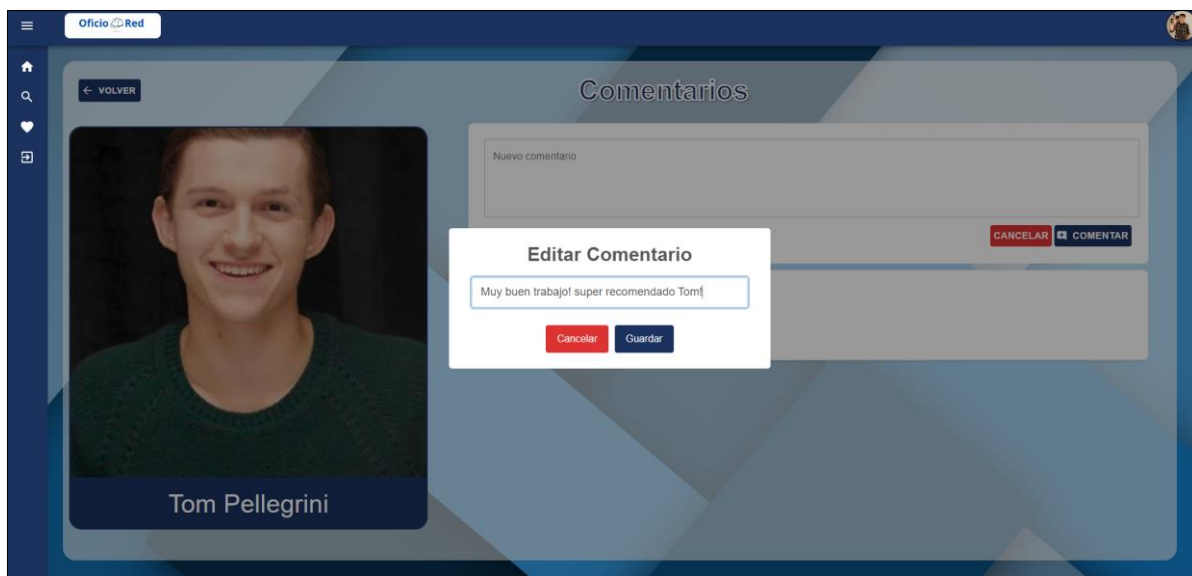 Oficio Red
VOLVER
Comentarios
Nuevo comentario
CANCELAR COMENTAR
Editar Comentario
Muy buen trabajo! super recomendado Tom!
Cancelar Guardar
Tom Pellegrini